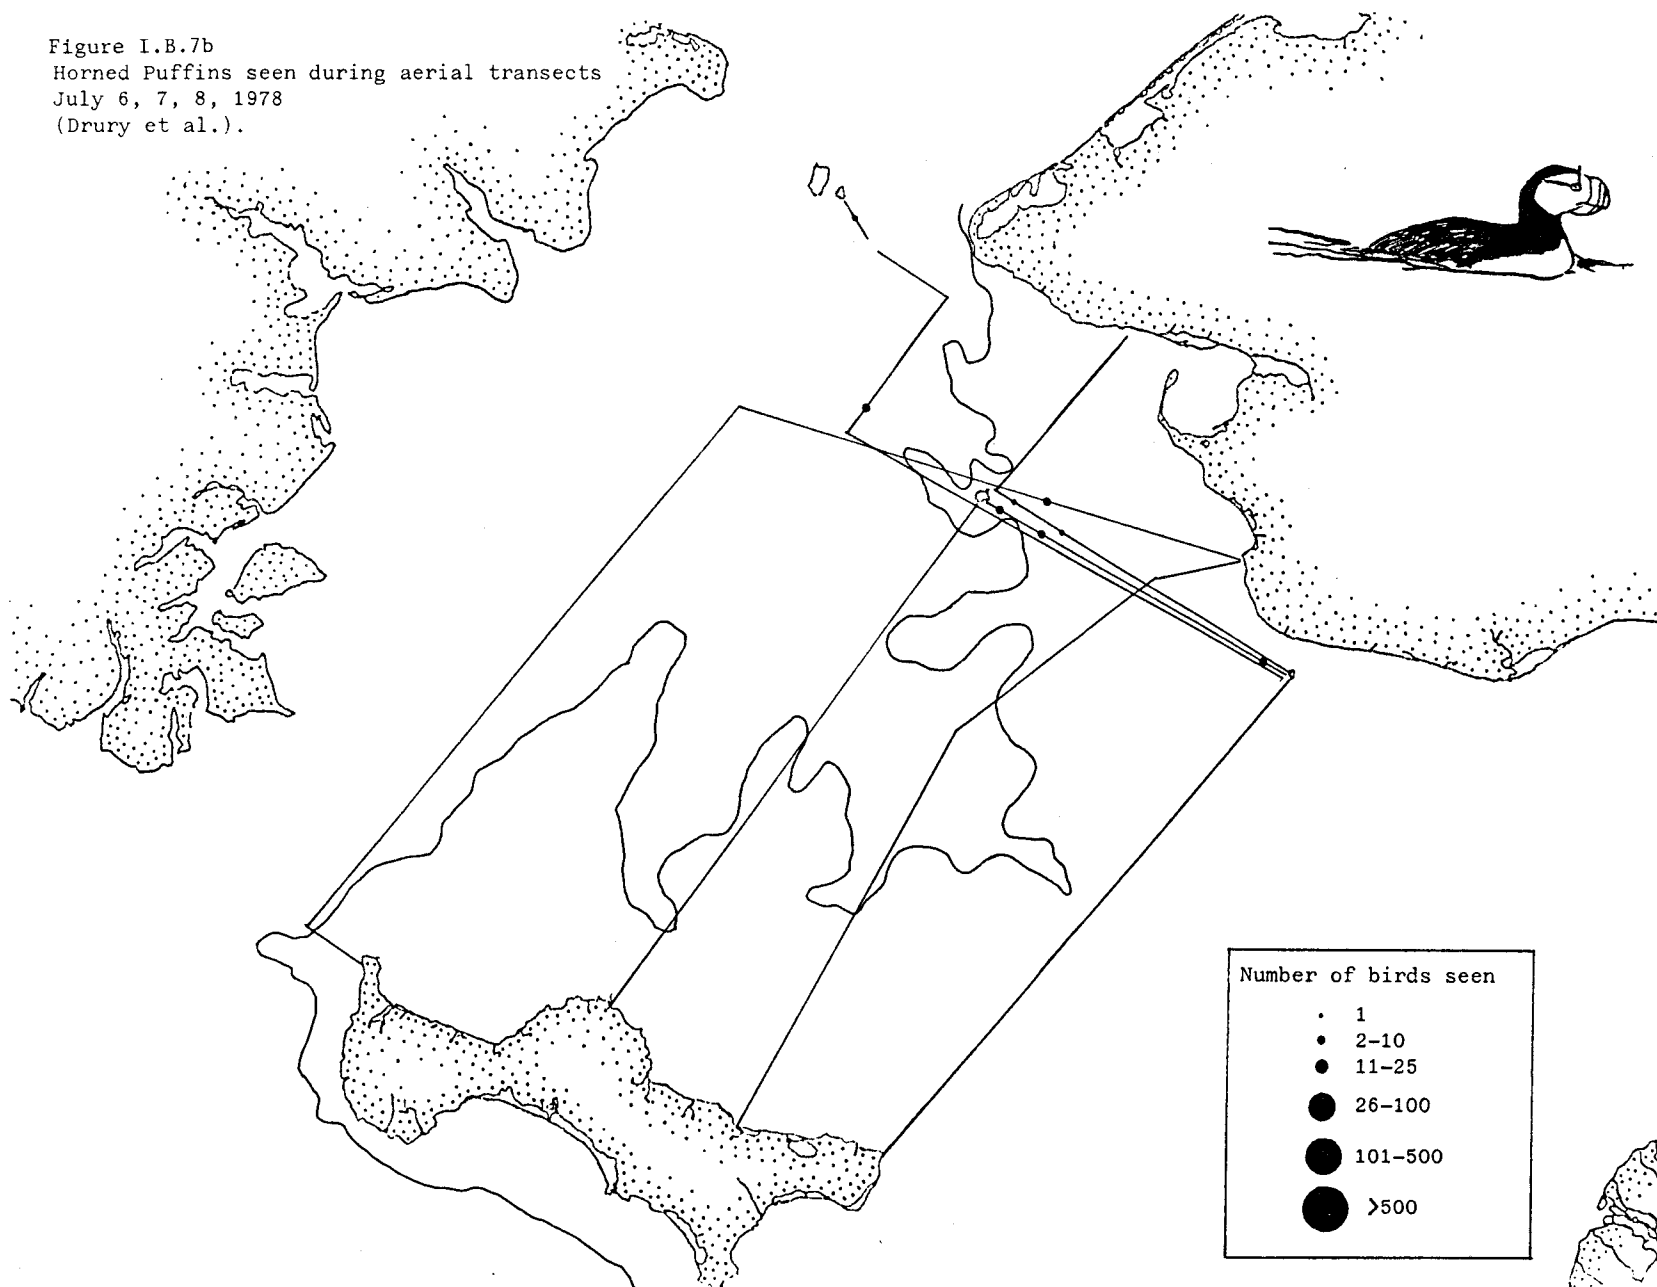 Figure I.B.7b
Horned Puffins seen during aerial transects
July 6, 7, 8, 1978
(Drury et al.).
Number of birds seen
1
2-10
11-25
26-100
101-500
>500